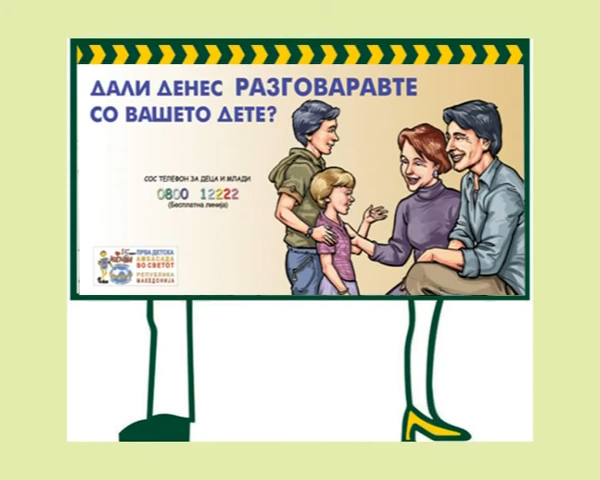 ДАЛИ ДЕНЕС РАЗГОВАРАВТЕ
СО ВАШЕТО ДЕТЕ?
СОС ТЕЛЕФОН ЗА ДЕЦА И МЛАДИ
0800 12222
(Бесплатна линија)
ПРВА ДЕТСКА
АМБАСАДА
ВО СВЕТОТ
РЕПУБЛИКА
МАКЕДОНИЈА